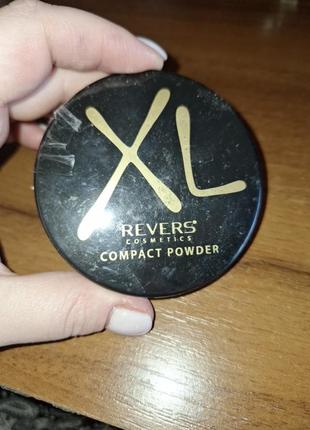 XL
REVERS®
COSMETICS
COMPACT POWDER